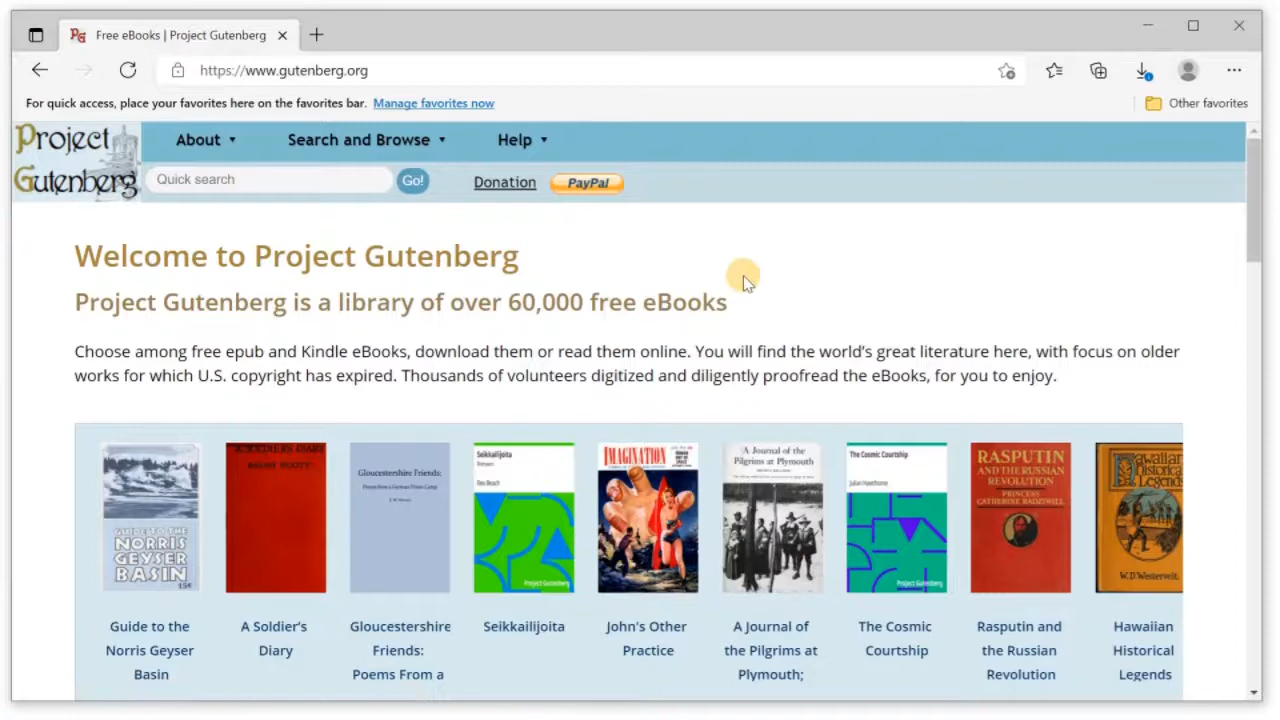 Free eBooks | Project Gutenberg
https://www.gutenberg.org
For quick access, place your favorites here on the favorites bar. Manage favorites now
Other favorites
Project
Gutenberg
About
Search and Browse
Help
Quick search
Go!
Donation
PayPal
Welcome to Project Gutenberg
Project Gutenberg is a library of over 60,000 free eBooks
Choose among free epub and Kindle eBooks, download them or read them online. You will find the world's great literature here, with focus on older
works for which U.S. copyright has expired. Thousands of volunteers digitized and diligently proofread the eBooks, for you to enjoy.
GUIDE TO THE
NORRIS
GEYSER
BASIN
15¢
Gloucestershire Friends:
Poems from a German Prison Camp
Seikkailijoita
Rex Beach
Project Gutenberg
IMAGINATION
A Journal of the
Pilgrims at Plymouth
The Cosmic Courtship
Julian Hawthorne
Project Gutenberg
RASPUTIN
AND THE RUSSIAN
REVOLUTION
PRINCESS
CATHERINE RADZIWILL
Hawaiian
Historical
Legends
W.D.Westervelt.
Guide to the
Norris Geyser
Basin
A Soldier's
Diary
Gloucestershire
Friends:
Poems From a
Seikkailijoita
John's Other
Practice
A Journal of
the Pilgrims at
Plymouth;
The Cosmic
Courtship
Rasputin and
the Russian
Revolution
Hawaiian
Historical
Legends